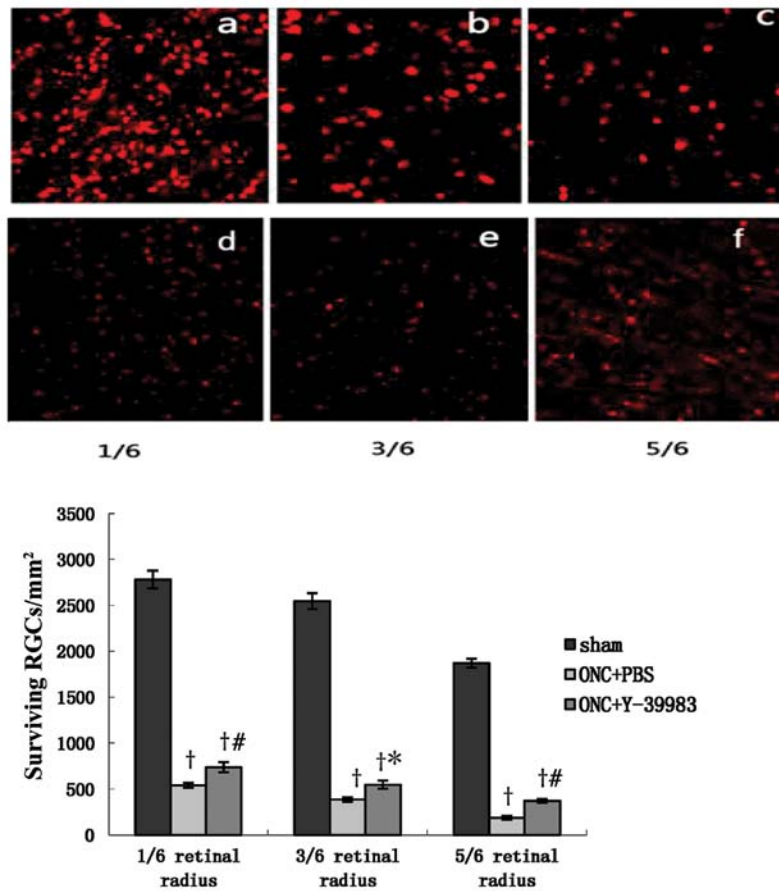 a b c
d e f
1/6 3/6 5/6
Surviving RGCs/mm²
3500
3000
2500
2000
1500
1000
500
0
† †# † †* † †#
1/6 retinal radius
3/6 retinal radius
5/6 retinal radius
sham
ONC+PBS
ONC+Y-39983